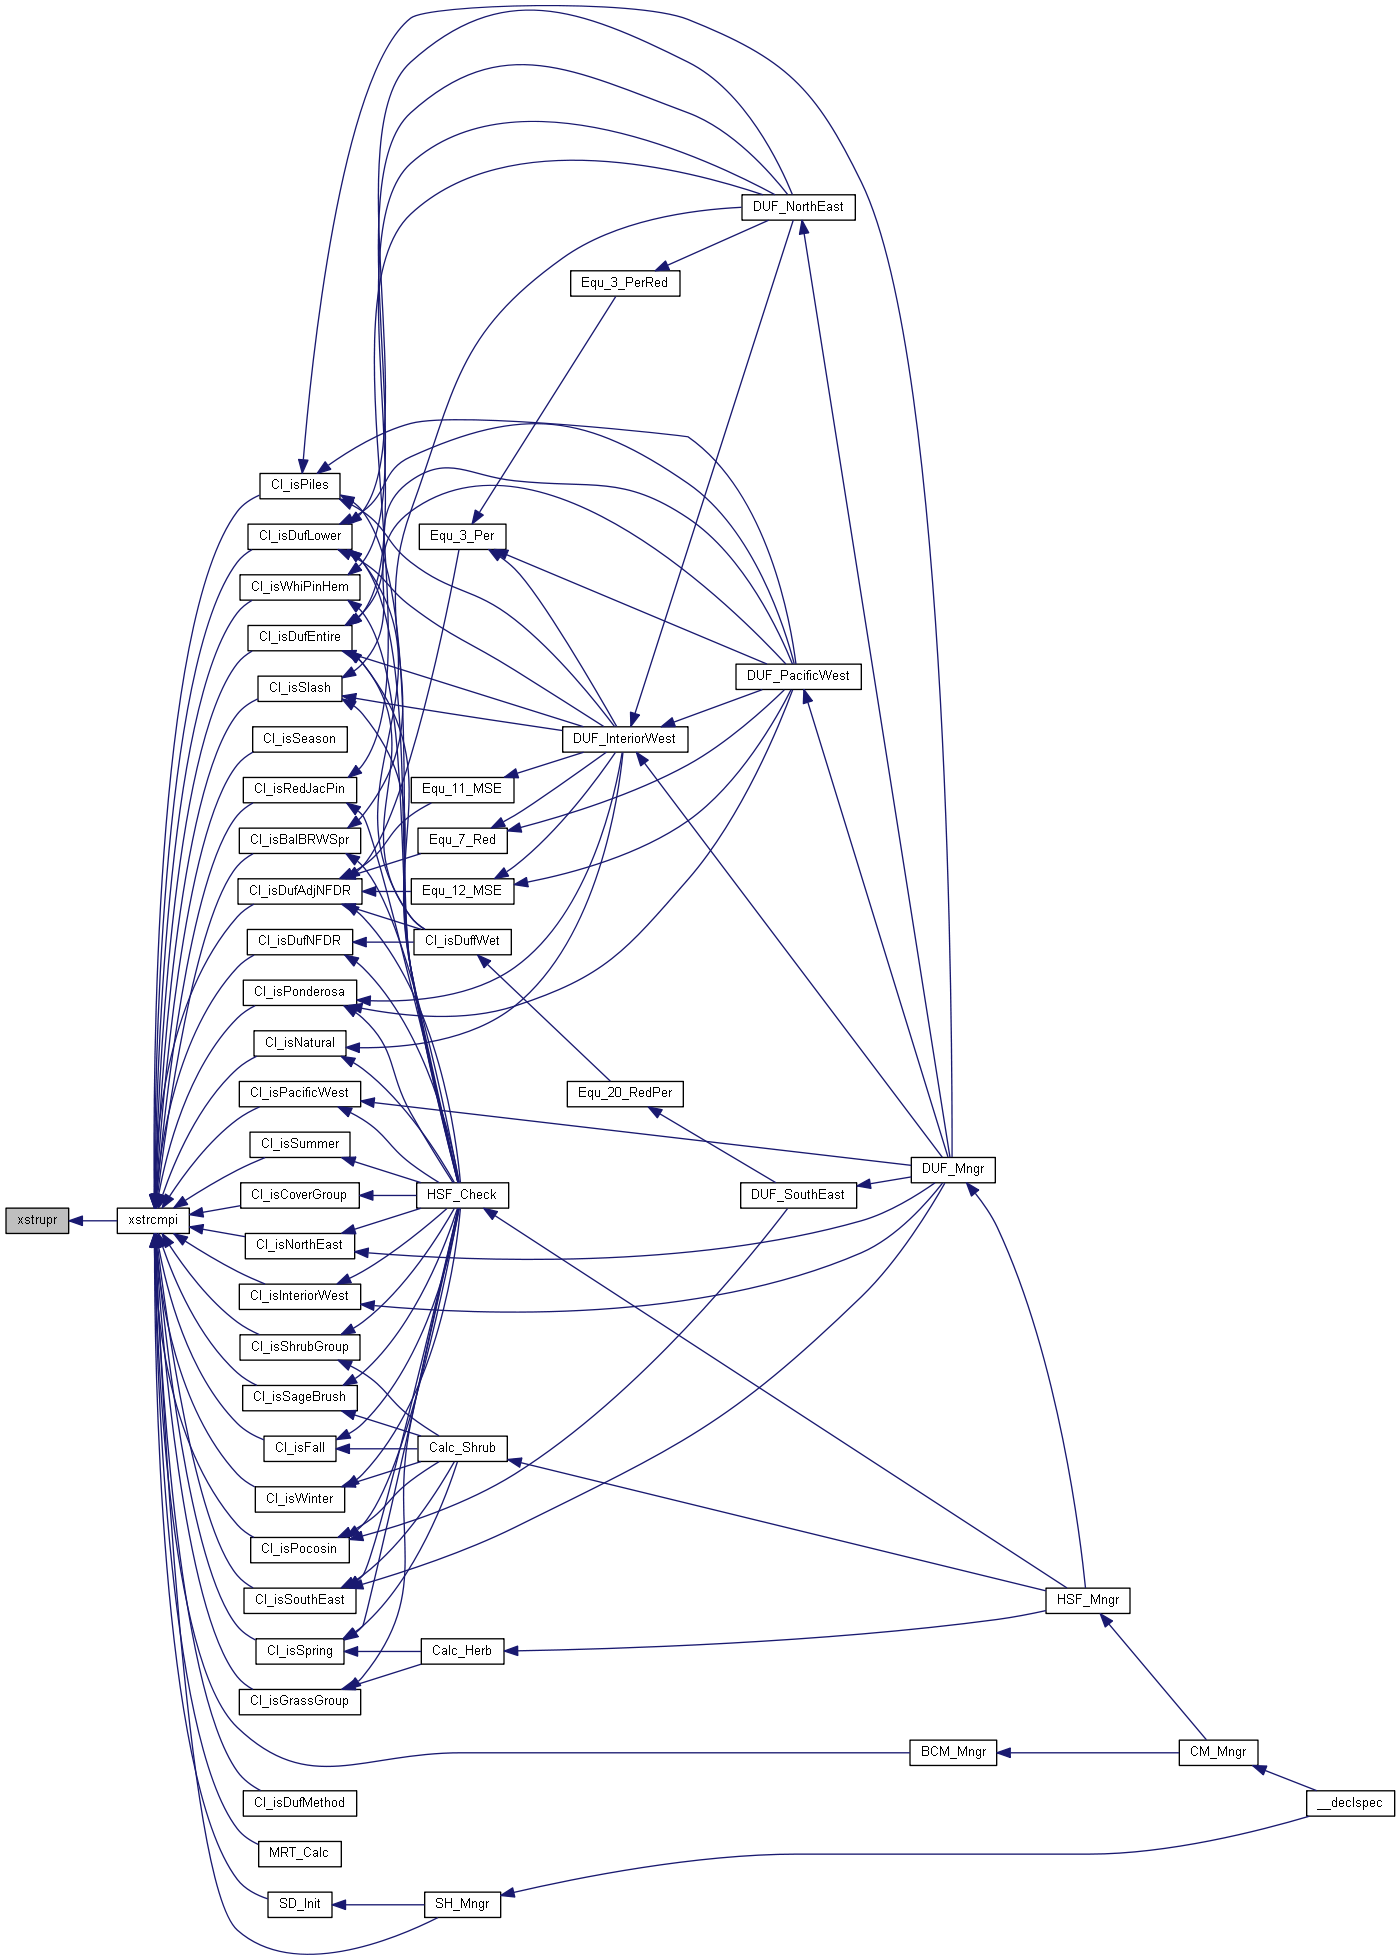 DUF_NorthEast
Equ_3_PerRed
CI_isPiles
CI_isDufLower
Equ_3_Per
CI_isWhiPinHem
CI_isDufEntire
DUF_PacificWest
CI_isSlash
CI_isSeason
DUF_InteriorWest
CI_isRedJacPin
Equ_11_MSE
CI_isBalBRWSpr
Equ_7_Red
CI_isDufAdjNFDR
Equ_12_MSE
CI_isDufNFDR
CI_isDuffWet
CI_isPonderosa
CI_isNatural
CI_isPacificWest
Equ_20_RedPer
CI_isSummer
DUF_Mngr
CI_isCoverGroup
HSF_Check
DUF_SouthEast
xstrupr
xstrcmpi
CI_isNorthEast
CI_isInteriorWest
CI_isShrubGroup
CI_isSageBrush
CI_isFall
Calc_Shrub
CI_isWinter
CI_isPocosin
CI_isSouthEast
HSF_Mngr
CI_isSpring
Calc_Herb
CI_isGrassGroup
BCM_Mngr
CM_Mngr
CI_isDufMethod
__declspec
MRT_Calc
SD_Init
SH_Mngr